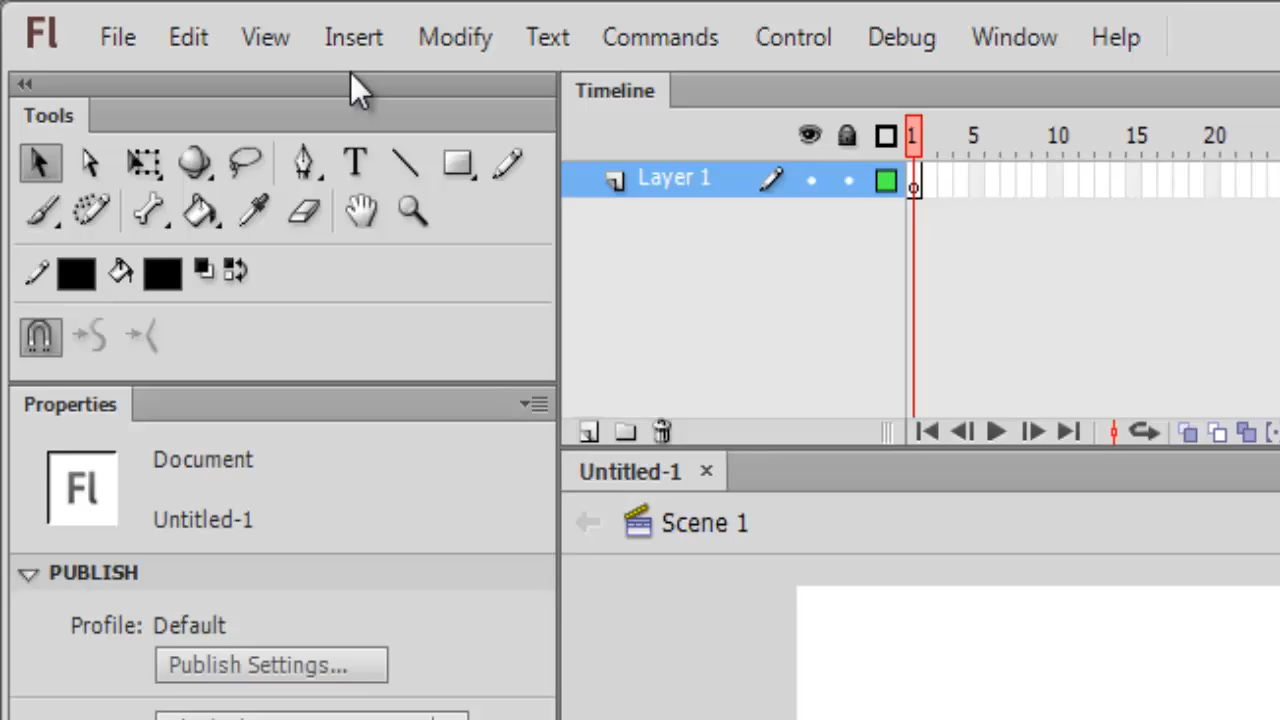 Fl File Edit View Insert Modify Text Commands Control Debug Window Help
Tools
Timeline
1 5 10 15 20
Layer 1
T
Properties
Fl
Document
Untitled-1
Untitled-1 ×
Scene 1
PUBLISH
Profile: Default
Publish Settings...